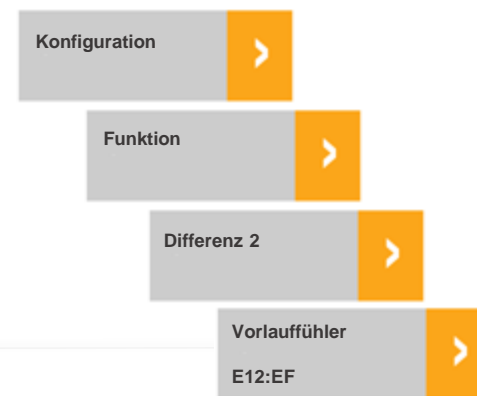 Konfiguration
Funktion
Differenz 2
Vorlauffühler
E12:EF